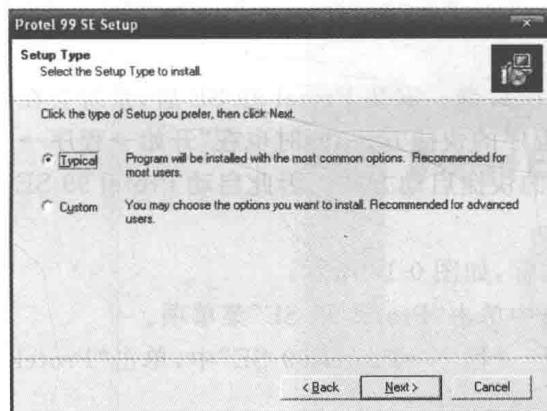 Protel 99 SE Setup
Setup Type
Select the Setup Type to install.
Click the type of Setup you prefer, then click Next.
Typical
Program will be installed with the most common options. Recommended for
most users.
Custom
You may choose the options you want to install. Recommended for advanced
users.
< Back
Next >
Cancel